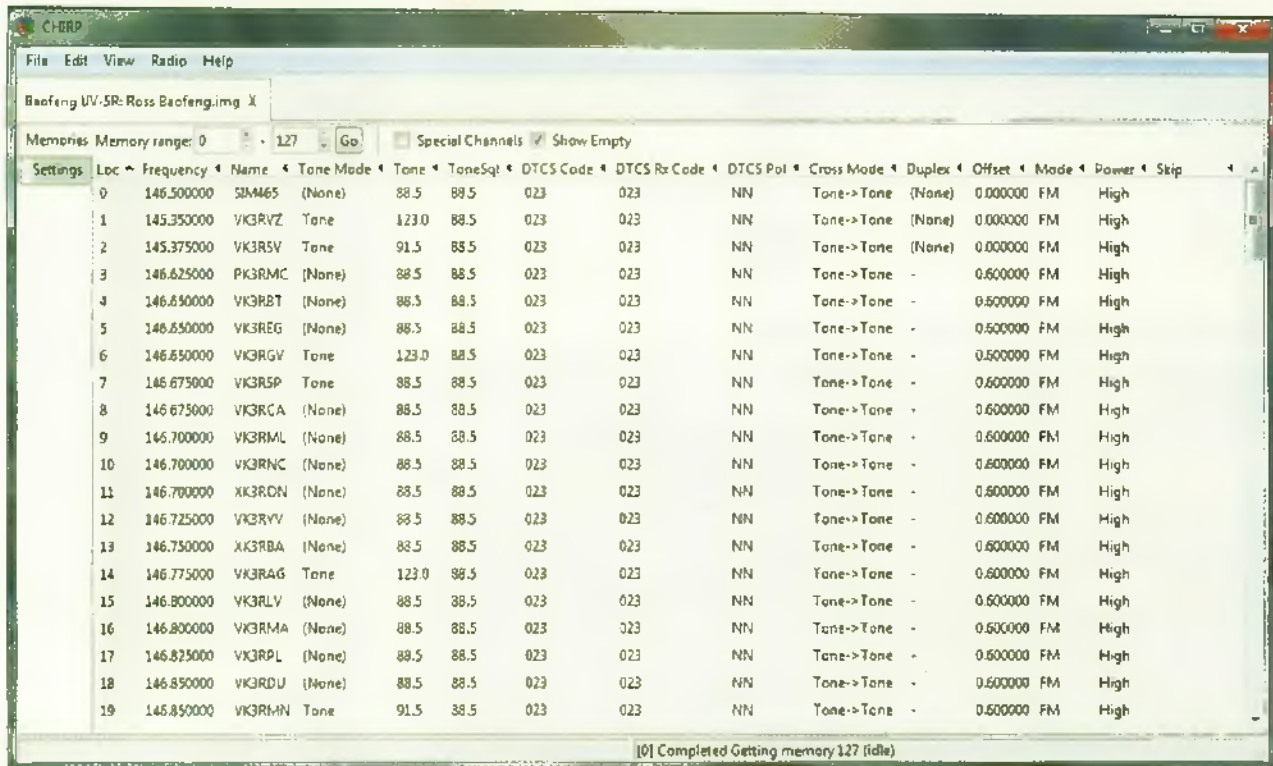 CHIRP
File Edit View Radio Help
Baofeng UV-5R: Ross Baofeng.img X
Memories Memory range: 0 - 127 Go Special Channels Show Empty
Settings Loc Frequency Name Tone Mode Tone ToneSql DTCS Code DTCS Rx Code DTCS Pol Cross Mode Duplex Offset Mode Power Skip
0 146.500000 SIM465 (None) 88.5 88.5 023 023 NN Tone->Tone (None) 0.000000 FM High
1 145.350000 VK3RVZ Tone 123.0 88.5 023 023 NN Tone->Tone (None) 0.000000 FM High
2 145.375000 VK3RSV Tone 91.5 88.5 023 023 NN Tone->Tone (None) 0.000000 FM High
3 146.625000 PK3RMC (None) 88.5 88.5 023 023 NN Tone->Tone - 0.600000 FM High
4 146.650000 VK3RBT (None) 88.5 88.5 023 023 NN Tone->Tone - 0.600000 FM High
5 146.650000 VK3REG (None) 88.5 88.5 023 023 NN Tone->Tone - 0.600000 FM High
6 146.650000 VK3RGV Tone 123.0 88.5 023 023 NN Tone->Tone - 0.600000 FM High
7 146.675000 VK3RSP Tone 88.5 88.5 023 023 NN Tone->Tone - 0.600000 FM High
8 146.675000 VK3RCA (None) 88.5 88.5 023 023 NN Tone->Tone - 0.600000 FM High
9 146.700000 VK3RML (None) 88.5 88.5 023 023 NN Tone->Tone - 0.600000 FM High
10 146.700000 VK3RNC (None) 88.5 88.5 023 023 NN Tone->Tone - 0.600000 FM High
11 146.700000 XK3RDN (None) 88.5 88.5 023 023 NN Tone->Tone - 0.600000 FM High
12 146.725000 VK3RYV (None) 88.5 88.5 023 023 NN Tone->Tone - 0.600000 FM High
13 146.750000 XK3RBA (None) 88.5 88.5 023 023 NN Tone->Tone - 0.600000 FM High
14 146.775000 VK3RAG Tone 123.0 88.5 023 023 NN Tone->Tone - 0.600000 FM High
15 146.800000 VK3RLV (None) 88.5 88.5 023 023 NN Tone->Tone - 0.600000 FM High
16 146.800000 VK3RMA (None) 88.5 88.5 023 023 NN Tone->Tone - 0.600000 FM High
17 146.825000 VK3RPL (None) 88.5 88.5 023 023 NN Tone->Tone - 0.600000 FM High
18 146.850000 VK3RDU (None) 88.5 88.5 023 023 NN Tone->Tone - 0.600000 FM High
19 146.850000 VK3RMN Tone 91.5 88.5 023 023 NN Tone->Tone - 0.600000 FM High
[0] Completed Getting memory 127 (idle)